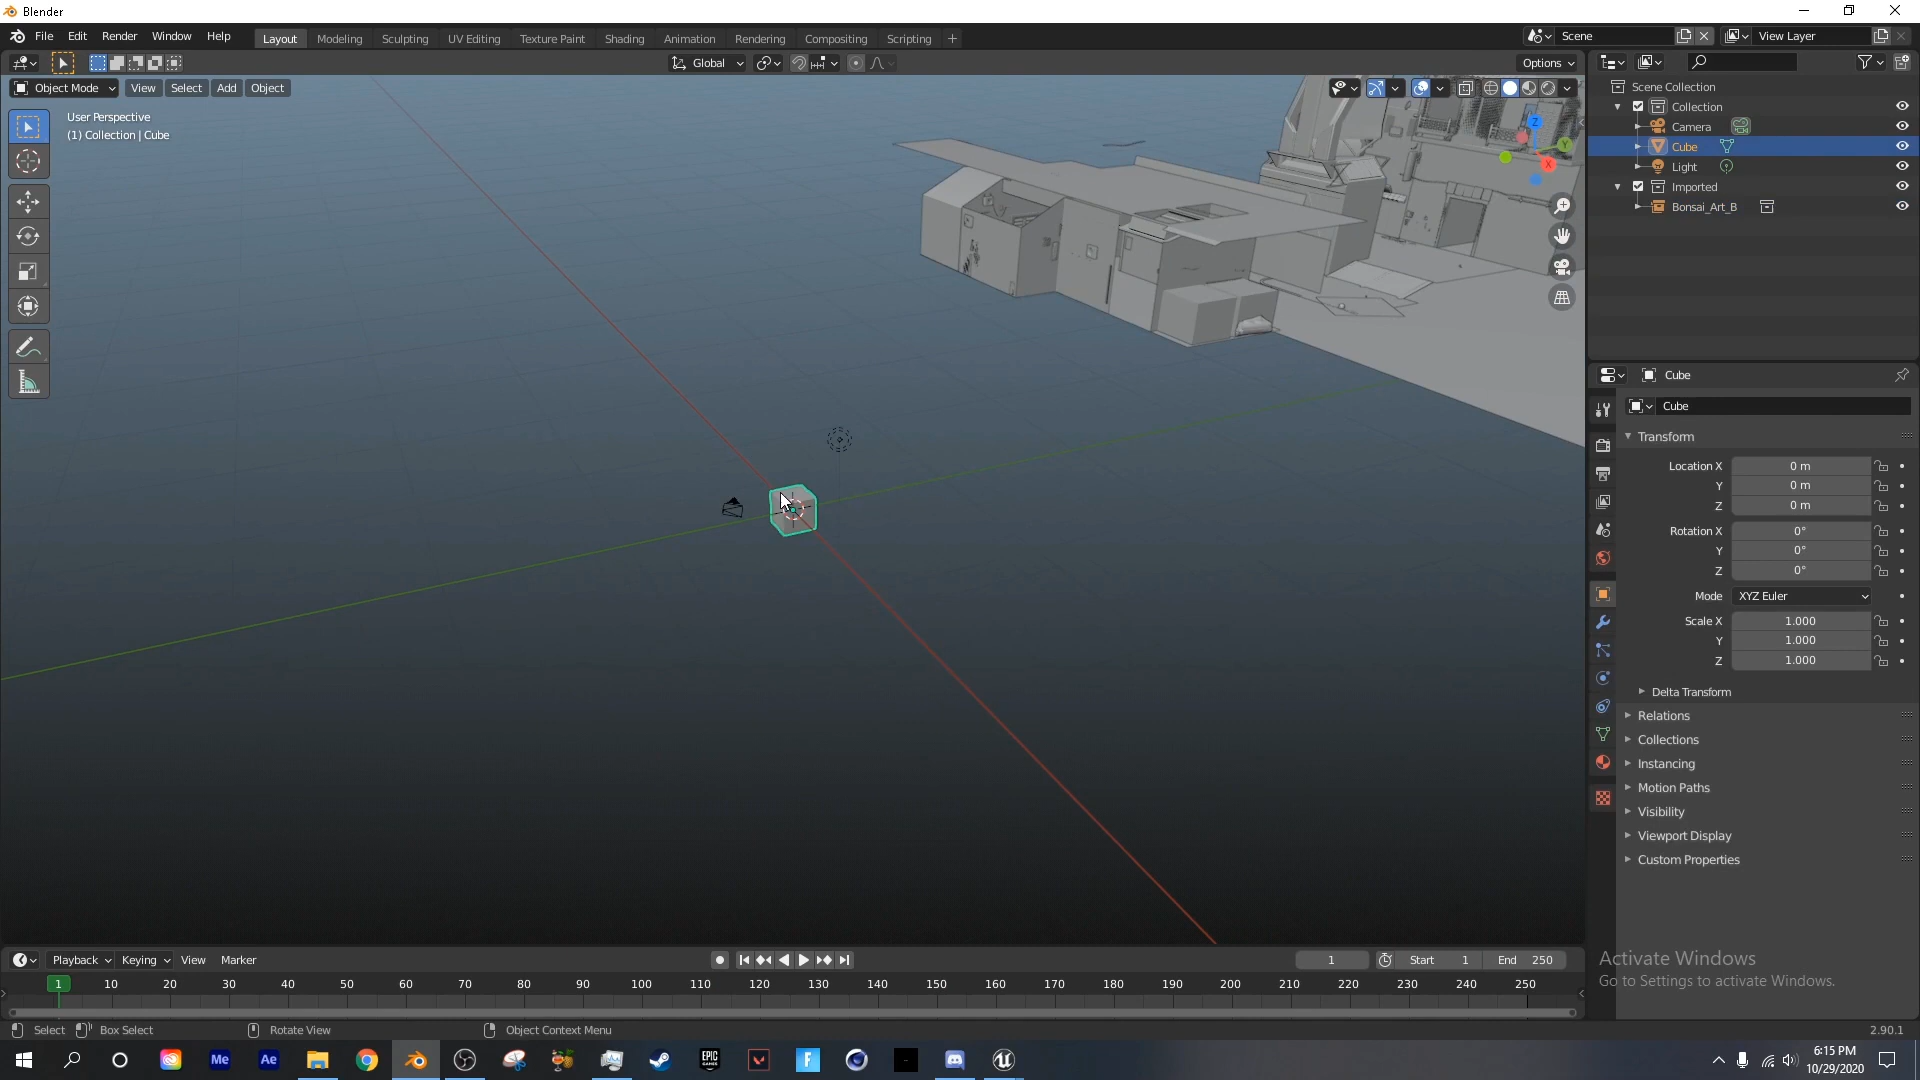 Blender
File Edit Render Window Help
Layout Modeling Sculpting UV Editing Texture Paint Shading Animation Rendering Compositing Scripting +
Scene
View Layer
Global
Options
Object Mode View Select Add Object
User Perspective
(1) Collection | Cube
Z
Y
X
Scene Collection
Collection
Camera
Cube
Light
Imported
Bonsai_Art_B
Cube
Cube
Transform
Location X 0 m
Y 0 m
Z 0 m
Rotation X 0°
Y 0°
Z 0°
Mode XYZ Euler
Scale X 1.000
Y 1.000
Z 1.000
Delta Transform
Relations
Collections
Instancing
Motion Paths
Visibility
Viewport Display
Custom Properties
Activate Windows
Go to Settings to activate Windows.
Playback Keying View Marker
1 Start 1 End 250
1 10 20 30 40 50 60 70 80 90 100 110 120 130 140 150 160 170 180 190 200 210 220 230 240 250
Select Box Select Rotate View Object Context Menu
2.90.1
Me Ae EPIC GAMES F
6:15 PM
10/29/2020